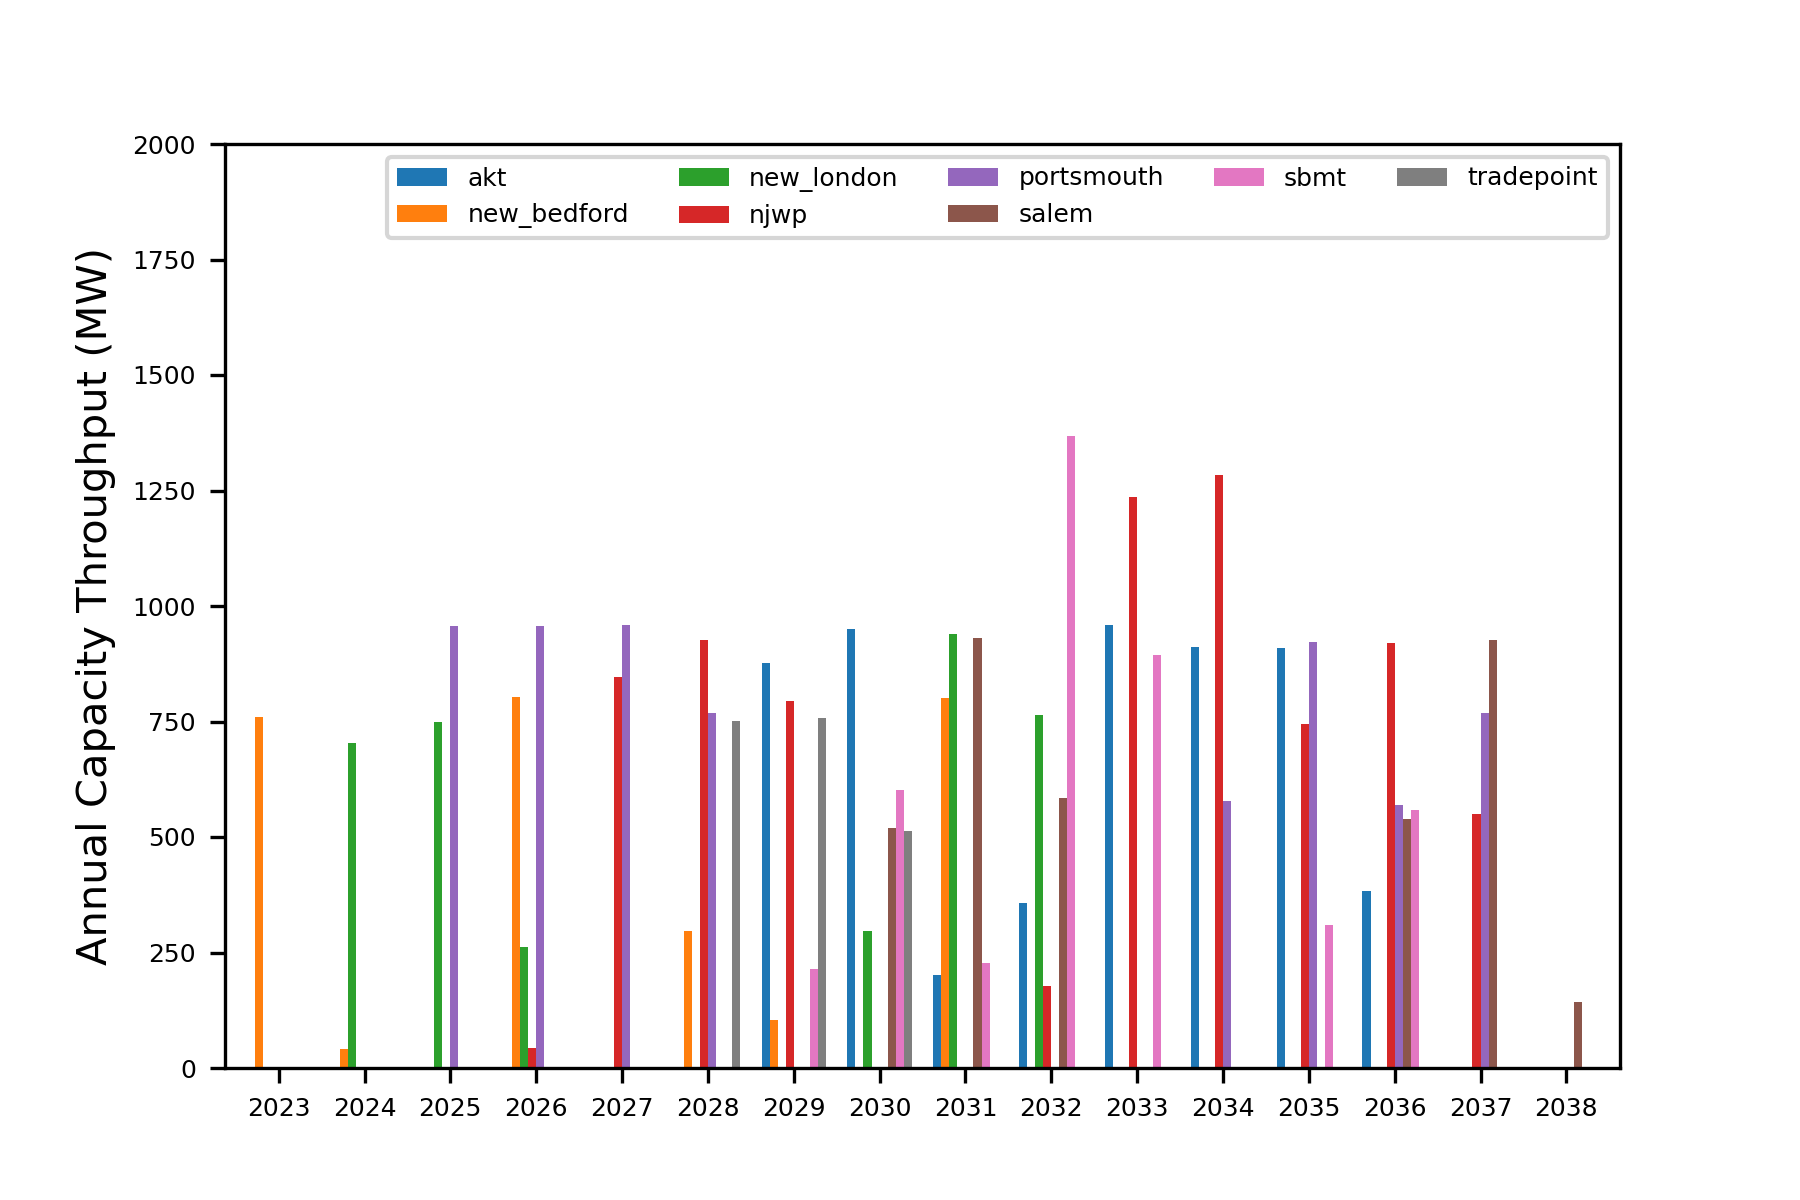 2000
1750
1500
1250
1000
750
500
250
0
Annual Capacity Throughput (MW)
akt new_london portsmouth sbmt tradepoint
new_bedford njwp salem
2023 2024 2025 2026 2027 2028 2029 2030 2031 2032 2033 2034 2035 2036 2037 2038